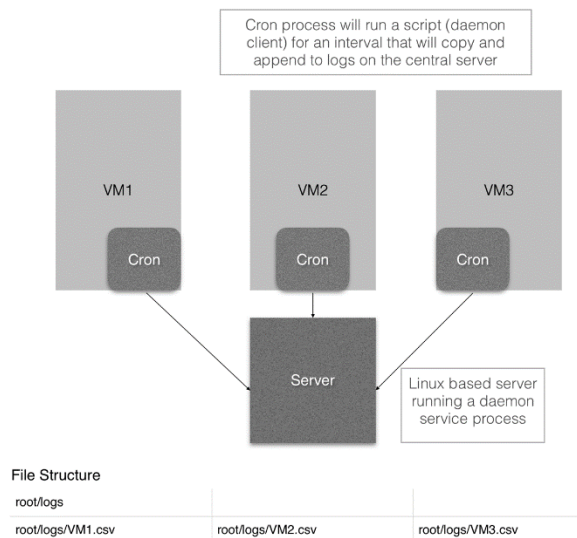 Cron process will run a script (daemon
client) for an interval that will copy and
append to logs on the central server
VM1
VM2
VM3
Cron
Cron
Cron
Server
Linux based server
running a daemon
service process
File Structure
root/logs
root/logs/VM1.csv
root/logs/VM2.csv
root/logs/VM3.csv